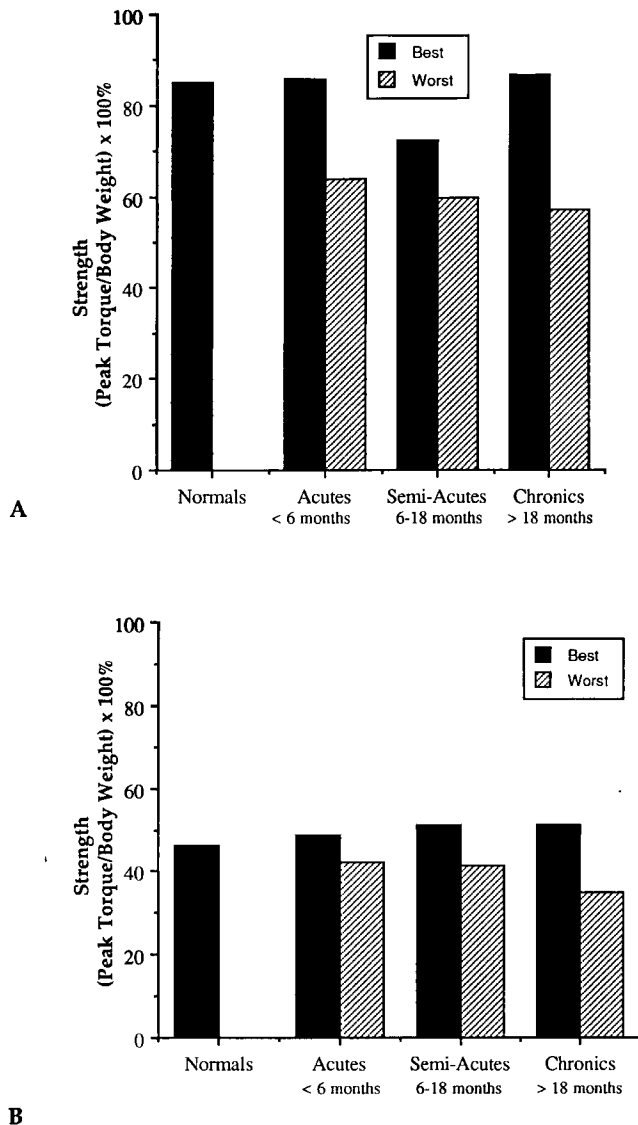 100
80
60
40
20
0
Strength
(Peak Torque/Body Weight) x 100%
Best
Worst
Normals
Acutes
< 6 months
Semi-Acutes
6-18 months
Chronics
> 18 months
A
100
80
60
40
20
0
Strength
(Peak Torque/Body Weight) x 100%
Best
Worst
Normals
Acutes
< 6 months
Semi-Acutes
6-18 months
Chronics
> 18 months
B